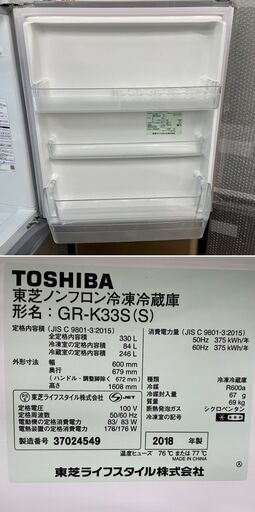 TOSHIBA
東芝ノンフロン冷凍冷蔵庫
形名：GR-K33S(S)
定格内容積 (JIS C 9801-3:2015)
全定格内容積 330 L
冷凍室の定格内容積 84 L
冷蔵室の定格内容積 246 L
外形寸法
幅 600 mm
奥行 679 mm
(ハンドル・調整脚除く 672 mm)
高さ 1608 mm
消費電力量 (JIS C 9801-3:2015)
50Hz 375 kWh/年
60Hz 375 kWh/年
種類 冷凍冷蔵庫
冷媒 R600a
冷媒量 67 g
質量 69 kg
断熱発泡ガス シクロペンタン
冷凍室の記号
東芝ライフスタイル株式会社
JET
定格電圧 100 V
定格周波数 50/60 Hz
電動機の定格消費電力 83/ 83 W
電熱装置の定格消費電力 176/176 W
製造番号 37024549
2018 年製
温度ヒューズ 76 ℃ または 77 ℃
MADE IN CHINA
東芝ライフスタイル株式会社